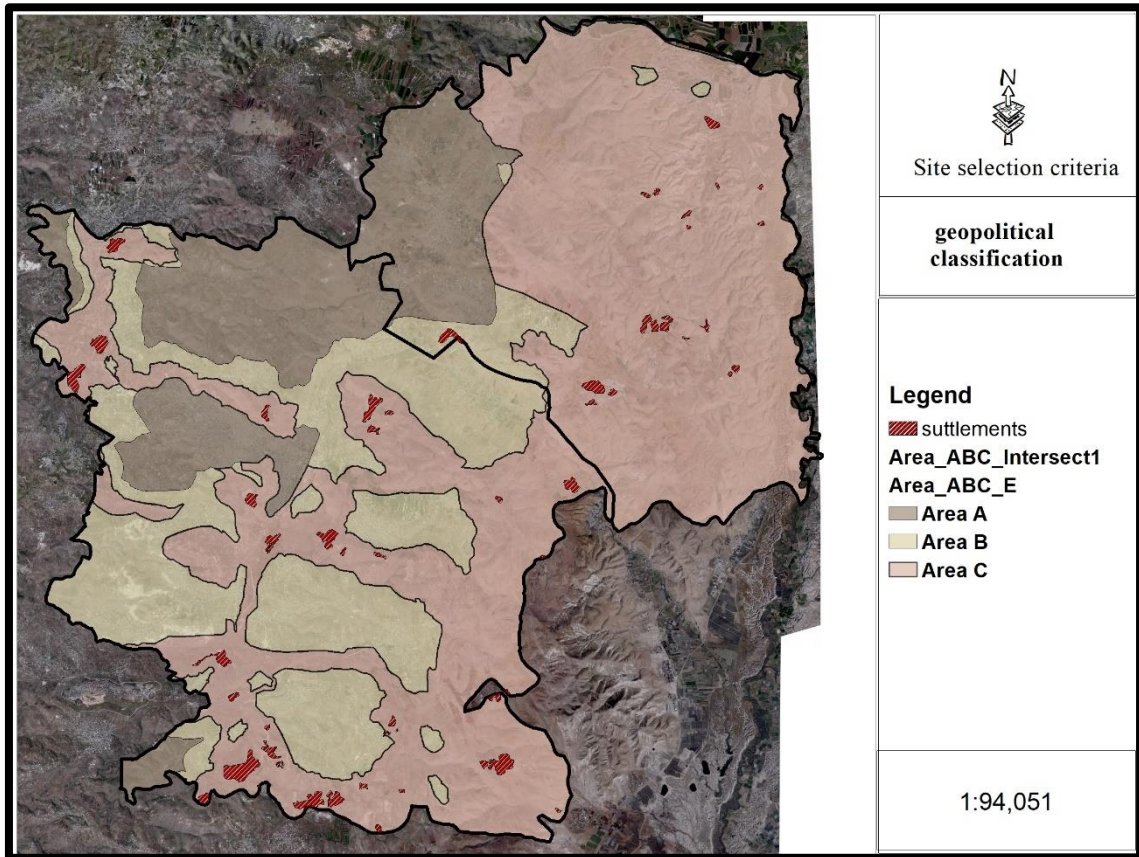 N
Site selection criteria
geopolitical
classification
Legend
suttlements
Area_ABC_Intersect1
Area_ABC_E
Area A
Area B
Area C
1:94,051